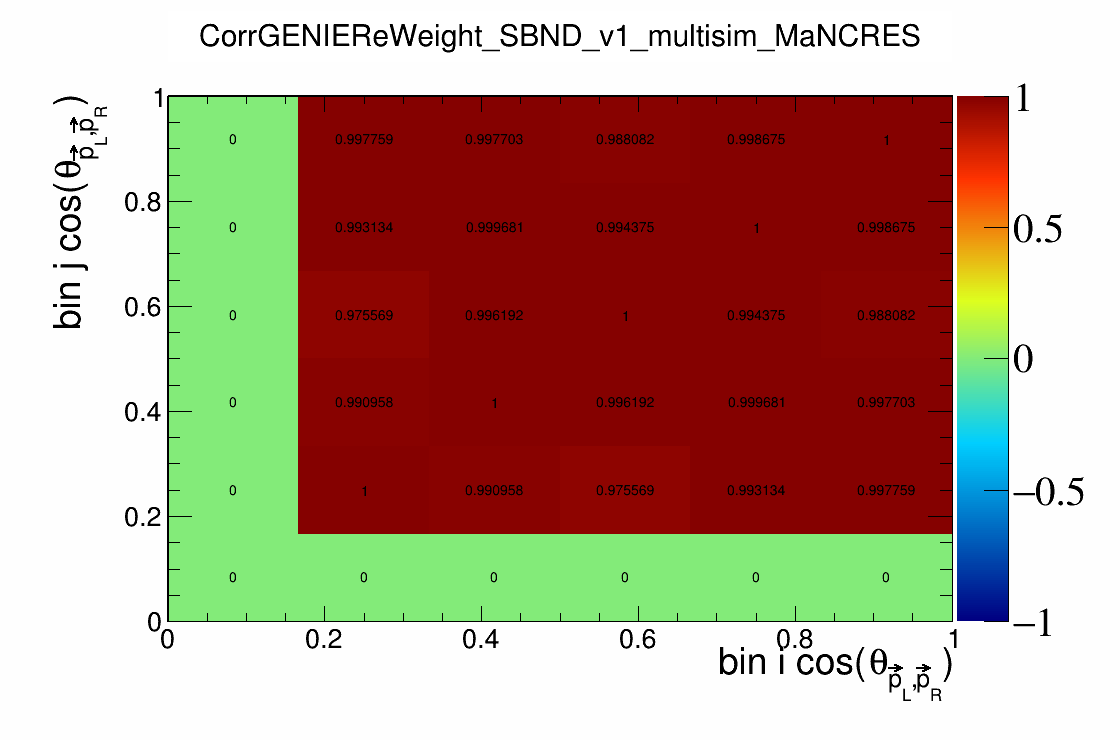 CorrGENIEReWeight_SBND_v1_multisim_MaNCRES
bin j cos(θp⃗L,p⃗R)
1
0.8
0.6
0.4
0.2
0
0 0.997759 0.997703 0.988082 0.998675 1
0 0.993134 0.999681 0.994375 1 0.998675
0 0.975569 0.996192 1 0.994375 0.988082
0 0.990958 1 0.996192 0.999681 0.997703
0 1 0.990958 0.975569 0.993134 0.997759
0 0 0 0 0 0
0 0.2 0.4 0.6 0.8 1
bin i cos(θp⃗L,p⃗R)
1
0.5
0
−0.5
−1